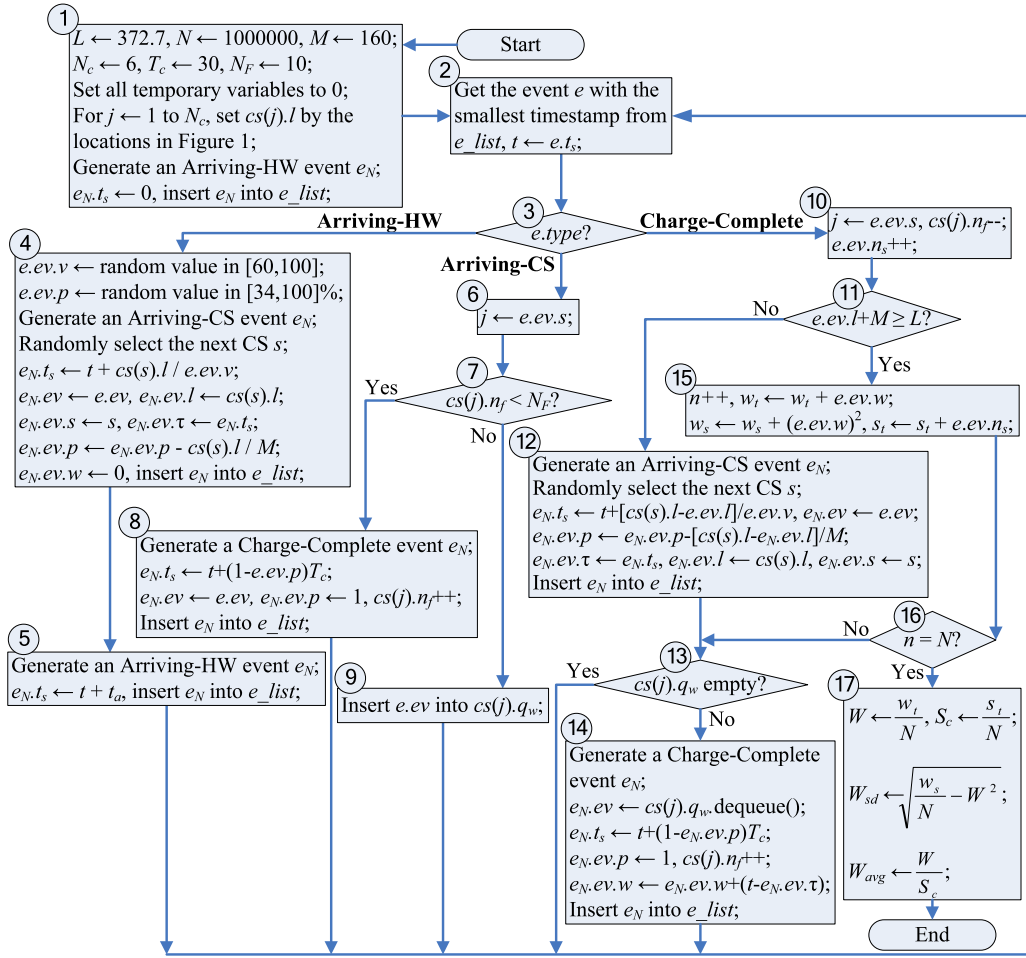 Start
1
L ← 372.7, N ← 1000000, M ← 160;
N_c ← 6, T_c ← 30, N_F ← 10;
Set all temporary variables to 0;
For j ← 1 to N_c, set cs(j).l by the
locations in Figure 1;
Generate an Arriving-HW event e_N;
e_N.t_s ← 0, insert e_N into e_list;
2
Get the event e with the
smallest timestamp from
e_list, t ← e.t_s;
3
e.type?
Arriving-HW
Arriving-CS
Charge-Complete
4
e.ev.v ← random value in [60,100];
e.ev.p ← random value in [34,100]%;
Generate an Arriving-CS event e_N;
Randomly select the next CS s;
e_N.t_s ← t + cs(s).l / e.ev.v;
e_N.ev ← e.ev, e_N.ev.l ← cs(s).l;
e_N.ev.s ← s, e_N.ev.τ ← e_N.t_s;
e_N.ev.p ← e_N.ev.p - cs(s).l / M;
e_N.ev.w ← 0, insert e_N into e_list;
5
Generate an Arriving-HW event e_N;
e_N.t_s ← t + t_a, insert e_N into e_list;
6
j ← e.ev.s;
7
cs(j).n_f < N_F?
Yes
No
8
Generate a Charge-Complete event e_N;
e_N.t_s ← t+(1-e.ev.p)T_c;
e_N.ev ← e.ev, e_N.ev.p ← 1, cs(j).n_f++;
Insert e_N into e_list;
9
Insert e.ev into cs(j).q_w;
10
j ← e.ev.s, cs(j).n_f--;
e.ev.n_s++;
11
e.ev.l+M ≥ L?
No
Yes
12
Generate an Arriving-CS event e_N;
Randomly select the next CS s;
e_N.t_s ← t+[cs(s).l-e.ev.l]/e.ev.v, e_N.ev ← e.ev;
e_N.ev.p ← e_N.ev.p-[cs(s).l-e_N.ev.l]/M;
e_N.ev.τ ← e_N.t_s, e_N.ev.l ← cs(s).l, e_N.ev.s ← s;
Insert e_N into e_list;
13
cs(j).q_w empty?
Yes
No
14
Generate a Charge-Complete
event e_N;
e_N.ev ← cs(j).q_w.dequeue();
e_N.t_s ← t+(1-e_N.ev.p)T_c;
e_N.ev.p ← 1, cs(j).n_f++;
e_N.ev.w ← e_N.ev.w+(t-e_N.ev.τ);
Insert e_N into e_list;
15
n++, w_t ← w_t + e.ev.w;
w_s ← w_s + (e.ev.w)^2, s_t ← s_t + e.ev.n_s;
16
n = N?
No
Yes
17
W ← w_t/N, S_c ← s_t/N;
W_sd ← √(w_s/N − W^2);
W_avg ← W/S_c;
End